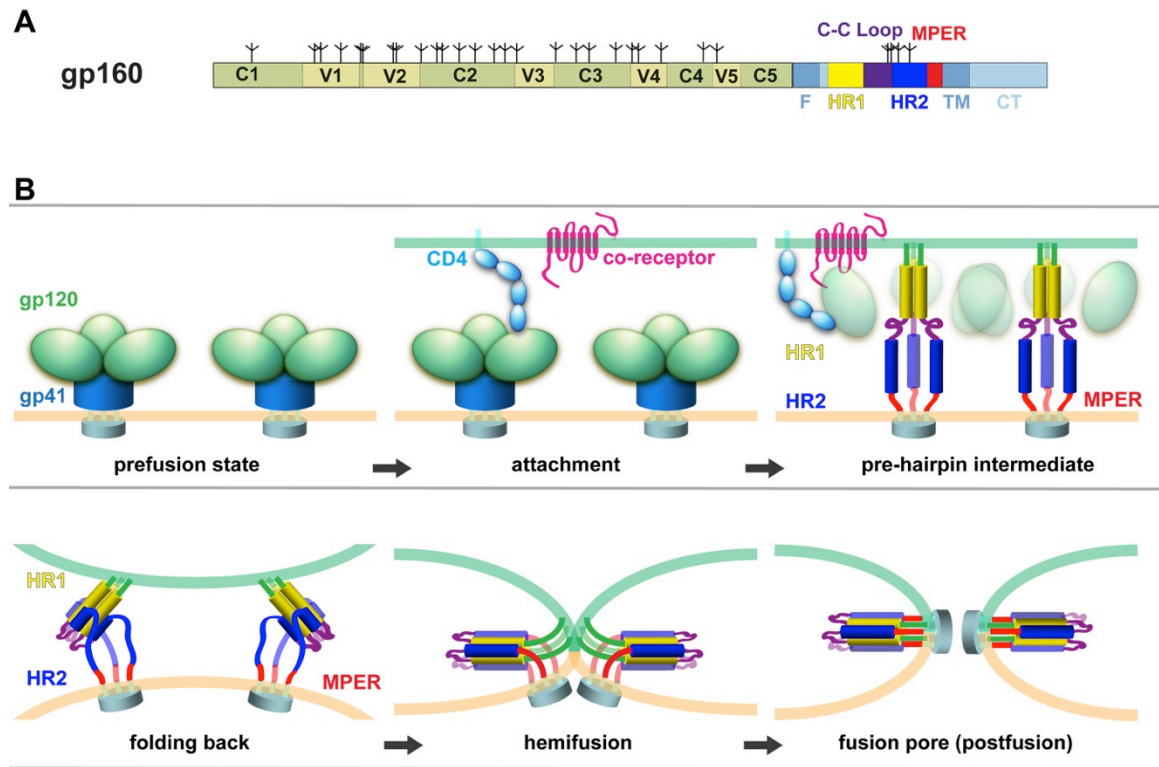 A
gp160
C-C Loop MPER
C1 V1 V2 C2 V3 C3 V4 C4 V5 C5
F HR1 HR2 TM CT
B
CD4
co-receptor
gp120
gp41
HR1
HR2
MPER
prefusion state
attachment
pre-hairpin intermediate
HR1
HR2
MPER
folding back
hemifusion
fusion pore (postfusion)